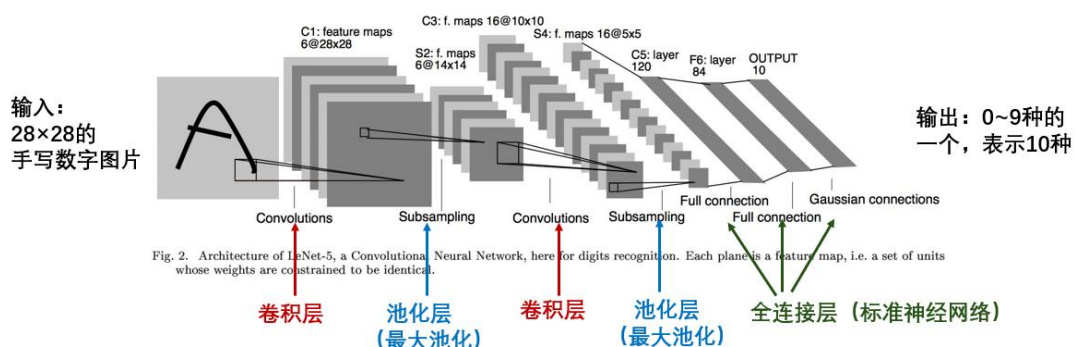 C1: feature maps
6@28x28
S2: f. maps
6@14x14
C3: f. maps 16@10x10
S4: f. maps 16@5x5
C5: layer
120
F6: layer
84
OUTPUT
10
输入：
28×28的
手写数字图片
A
输出：0~9种的
一个，表示10种
Convolutions
Subsampling
Convolutions
Subsampling
Full connection
Full connection
Gaussian connections
Fig. 2. Architecture of LeNet-5, a Convolutional Neural Network, here for digits recognition. Each plane is a feature map, i.e. a set of units
whose weights are constrained to be identical.
卷积层
池化层
（最大池化）
卷积层
池化层
（最大池化）
全连接层（标准神经网络）